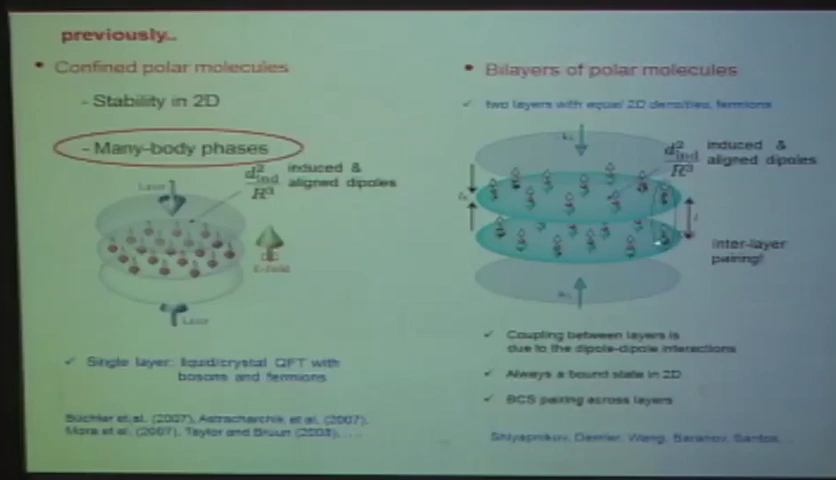 previously..
• Confined polar molecules
- Stability in 2D
- Many-body phases
d²ind / R³ induced & aligned dipoles
Laser
DC
E-field
Laser
✓ Single layer: liquid/crystal QFT with
bosons and fermions
Büchler et al. (2007), Astracharchik et al. (2007),
Mora et al. (2007), Taylor and Bruun (2008), ....
• Bilayers of polar molecules
✓ two layers with equal 2D densities, fermions
d²ind / R³ induced & aligned dipoles
Inter-layer
pairing!
✓ Coupling between layers is
due to the dipole-dipole interactions
✓ Always a bound state in 2D
✓ BCS pairing across layers
Shlyapnikov, Demler, Wang, Baranov, Santos, ..